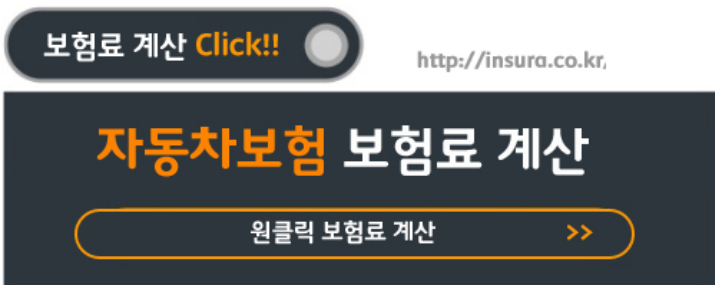 보험료 계산 Click!!
http://insura.co.kr/
자동차보험 보험료 계산
원클릭 보험료 계산 >>